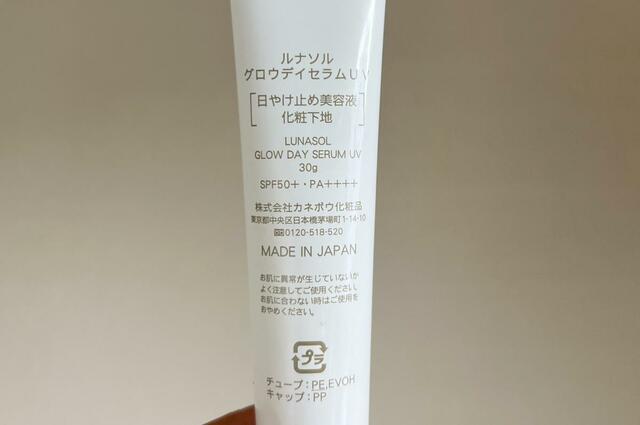 ルナソル
グロウデイセラムUV
日やけ止め美容液
化粧下地
LUNASOL
GLOW DAY SERUM UV
30g
SPF50+・PA++++
株式会社カネボウ化粧品
東京都中央区日本橋茅場町1-14-10
0120-518-520
MADE IN JAPAN
お肌に異常が生じていないか
よく注意してご使用ください。
お肌に合わない時はご使用を
おやめください。
プラ
チューブ:PE,EVOH
キャップ:PP